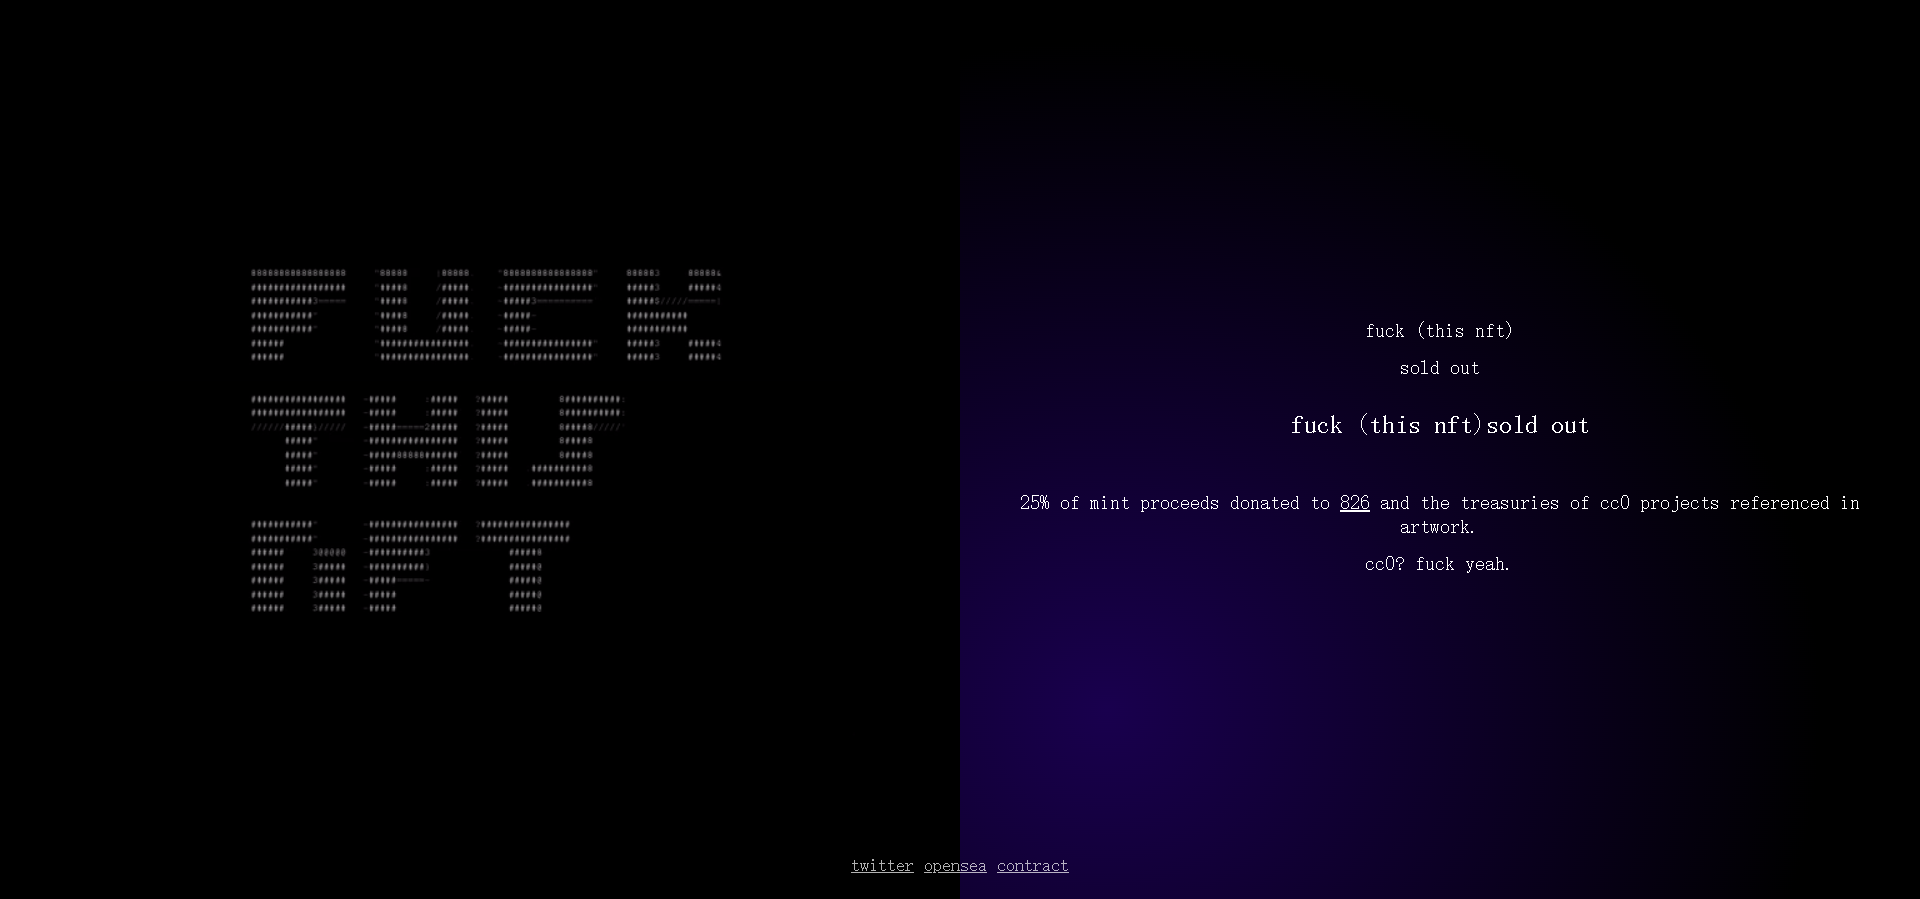 FUCK
THIS
NFT
fuck (this nft)
sold out
fuck (this nft)sold out
25% of mint proceeds donated to 826 and the treasuries of cc0 projects referenced in
artwork.
cc0? fuck yeah.
twitter opensea contract